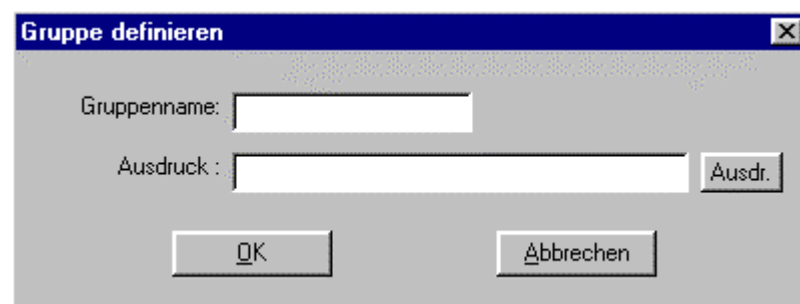 Gruppe definieren
Gruppenname:
Ausdruck : Ausdr.
OK Abbrechen